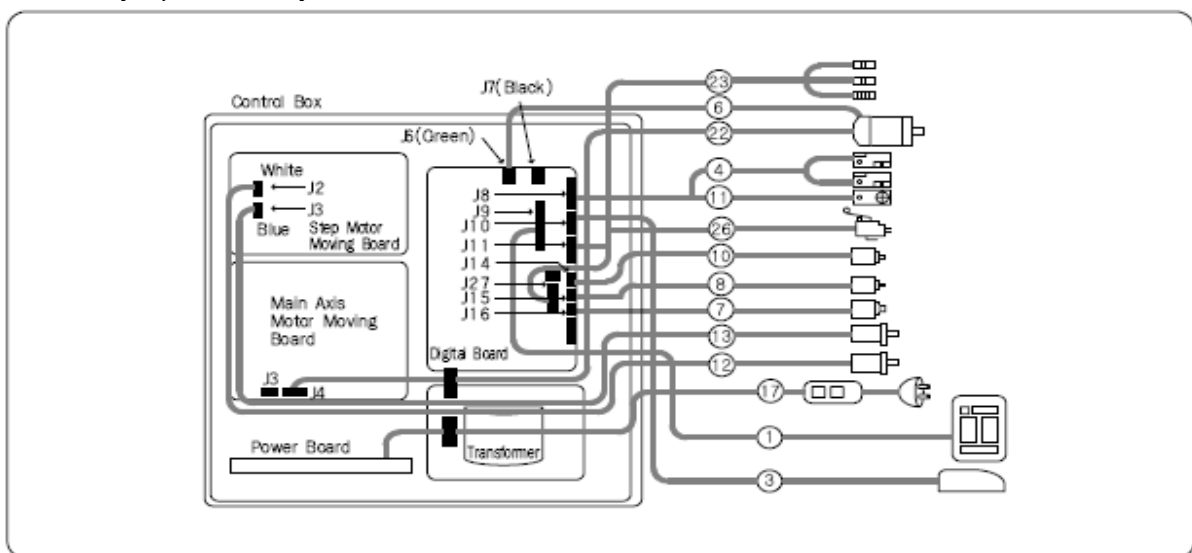 J7(Black)
Control Box
J6(Green)
White
J2
J3
Blue
Step Motor
Moving Board
J8
J9
J10
J11
J14
J27
J15
J16
Main Axis
Motor Moving
Board
Digital Board
J3
J4
Power Board
Transformer
23
6
22
4
11
26
10
8
7
13
12
17
1
3